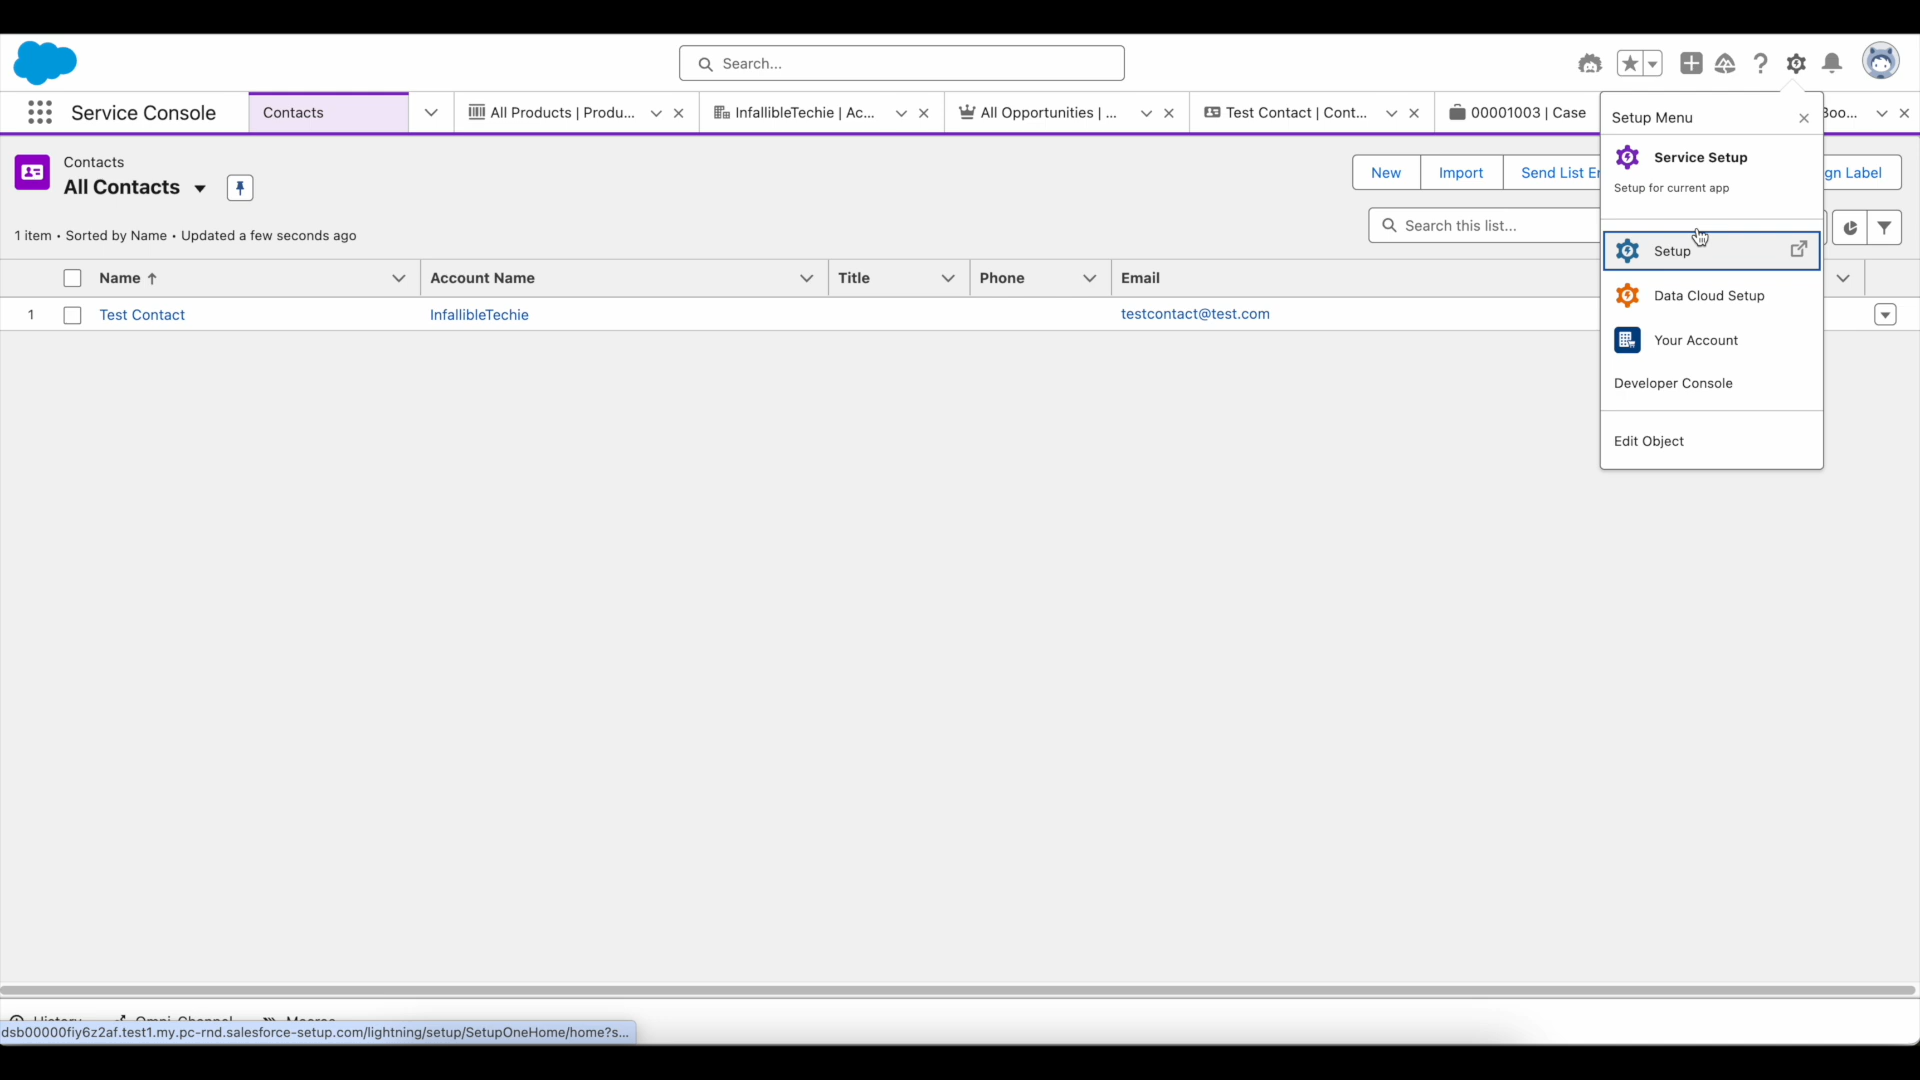 Search...
Service Console
Contacts
All Products | Produ...
InfallibleTechie | Ac...
All Opportunities | ...
Test Contact | Cont...
00001003 | Case
Boo...
Setup Menu
Service Setup
Setup for current app
Setup
Data Cloud Setup
Your Account
Developer Console
Edit Object
Contacts
All Contacts
New
Import
Send List E
gn Label
1 item • Sorted by Name • Updated a few seconds ago
Search this list...
Name
Account Name
Title
Phone
Email
1
Test Contact
InfallibleTechie
testcontact@test.com
History
Omni-Channel
Macros
dsb00000fiy6z2af.test1.my.pc-rnd.salesforce-setup.com/lightning/setup/SetupOneHome/home?s...